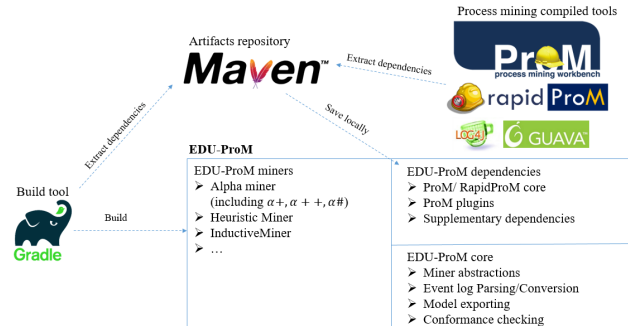 Process mining compiled tools
Artifacts repository
Maven™
Extract dependencies
ProM
process mining workbench
rapidProM
LOG4J
GUAVA
Extract dependencies
Save locally
EDU-ProM
Build tool
Gradle
Build
EDU-ProM miners
➢ Alpha miner
(including α+, α + +, α#)
➢ Heuristic Miner
➢ InductiveMiner
➢ …
EDU-ProM dependencies
➢ ProM/ RapidProM core
➢ ProM plugins
➢ Supplementary dependencies
EDU-ProM core
➢ Miner abstractions
➢ Event log Parsing/Conversion
➢ Model exporting
➢ Conformance checking